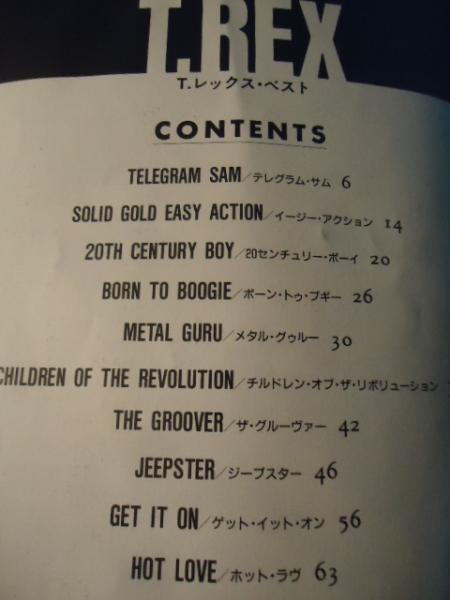 T.REX
T.レックス・ベスト
CONTENTS
TELEGRAM SAM/テレグラム・サム 6
SOLID GOLD EASY ACTION/イージー・アクション 14
20TH CENTURY BOY/20センチュリー・ボーイ 20
BORN TO BOOGIE/ボーン・トゥ・ブギー 26
METAL GURU/メタル・グゥルー 30
CHILDREN OF THE REVOLUTION/チルドレン・オブ・ザ・リボリューション
THE GROOVER/ザ・グルーヴァー 42
JEEPSTER/ジープスター 46
GET IT ON/ゲット・イット・オン 56
HOT LOVE/ホット・ラヴ 63